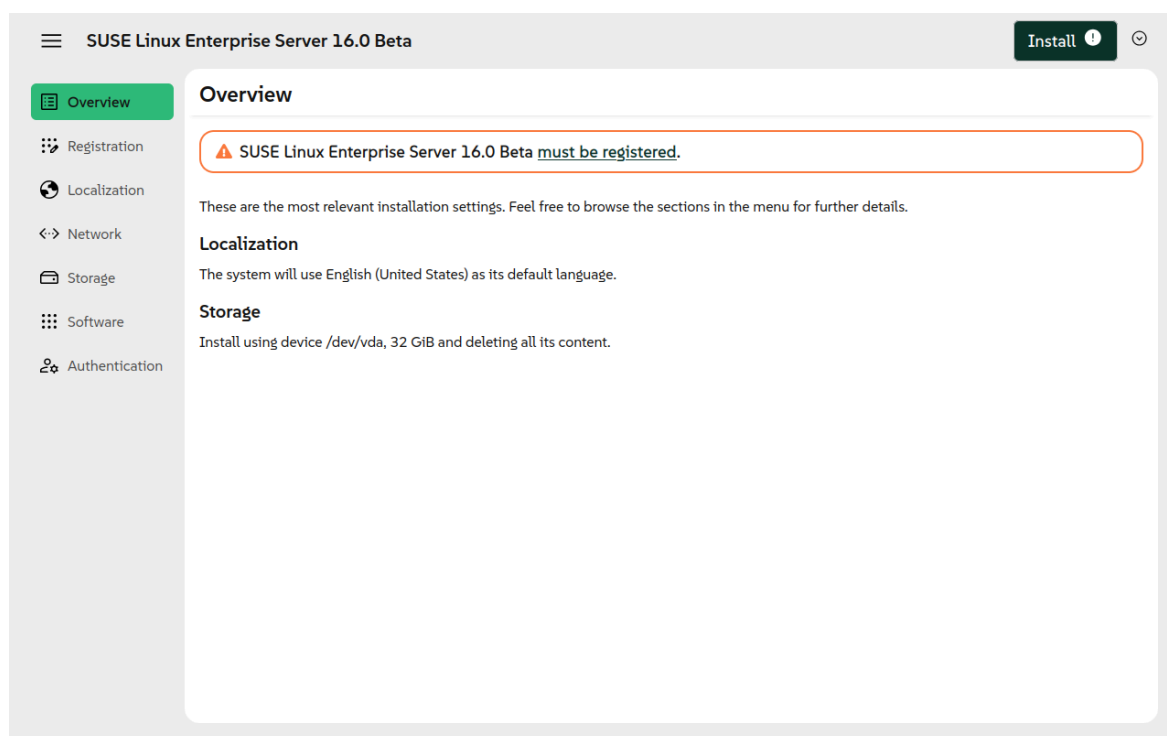 SUSE Linux Enterprise Server 16.0 Beta
Install
Overview
Registration
Localization
Network
Storage
Software
Authentication
Overview
SUSE Linux Enterprise Server 16.0 Beta must be registered.
These are the most relevant installation settings. Feel free to browse the sections in the menu for further details.
Localization
The system will use English (United States) as its default language.
Storage
Install using device /dev/vda, 32 GiB and deleting all its content.